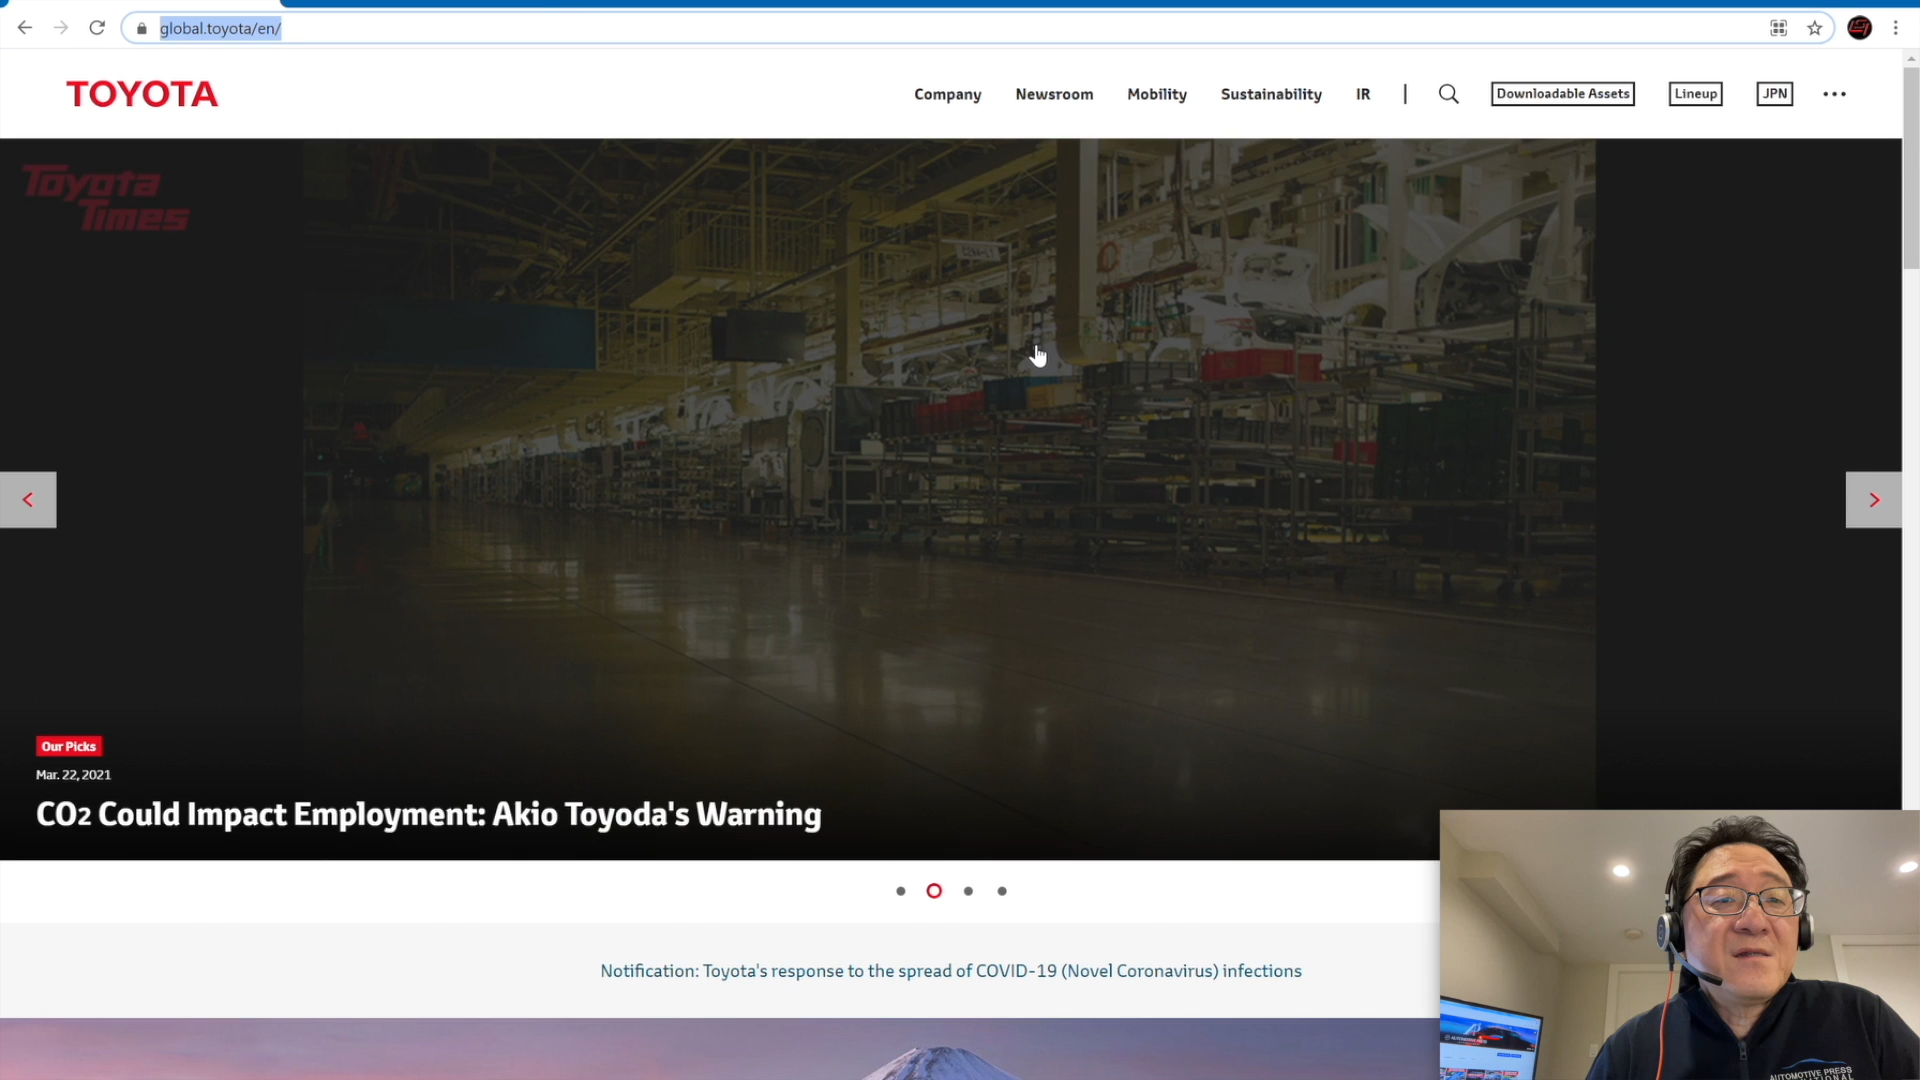 global.toyota/en/
TOYOTA
Company Newsroom Mobility Sustainability IR | Downloadable Assets Lineup JPN
Toyota
Times
Our Picks
Mar. 22, 2021
CO2 Could Impact Employment: Akio Toyoda's Warning
Notification: Toyota's response to the spread of COVID-19 (Novel Coronavirus) infections
AUTOMOTIVE PRESS